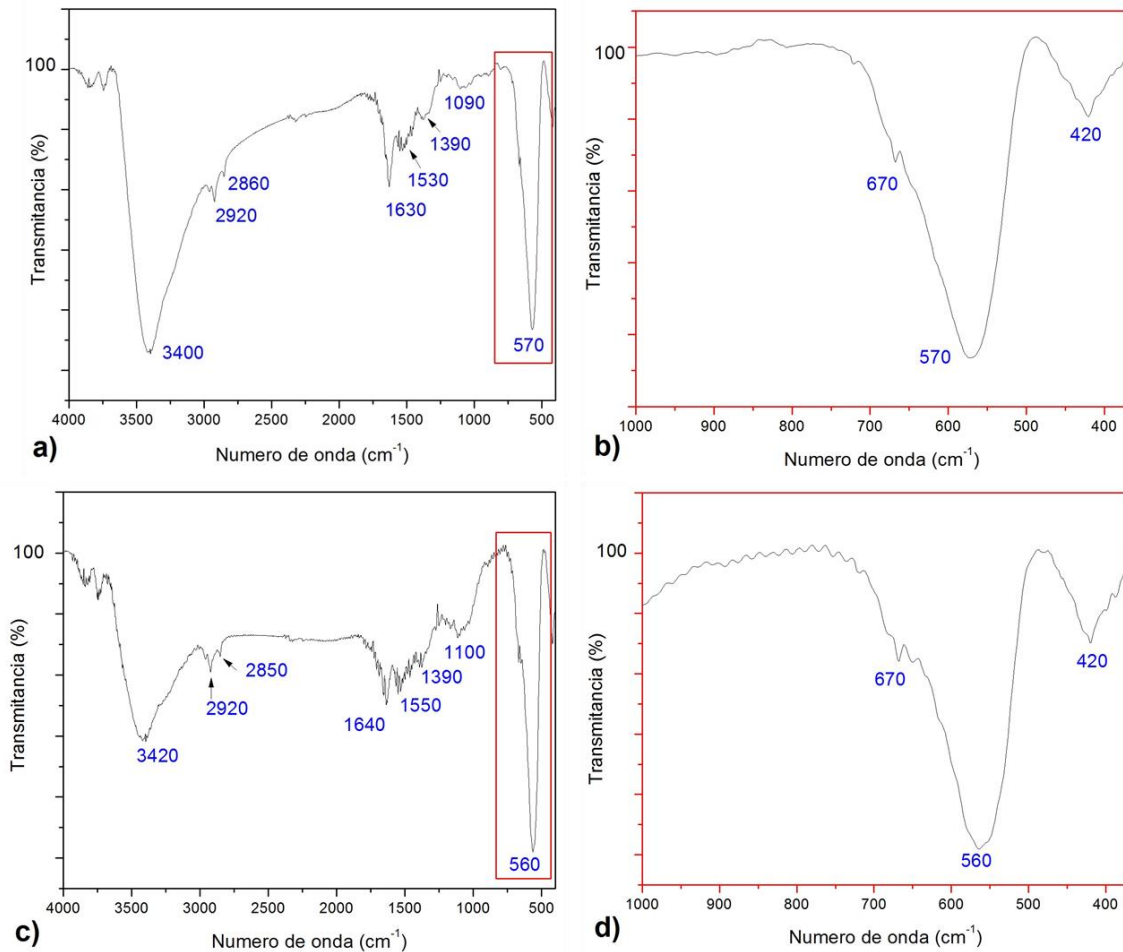 100
Transmitancia (%)
3400
2920
2860
1630
1530
1390
1090
570
4000 3500 3000 2500 2000 1500 1000 500
Numero de onda (cm⁻¹)
a)
100
Transmitancia (%)
670
570
420
1000 900 800 700 600 500 400
Numero de onda (cm⁻¹)
b)
100
Transmitancia (%)
3420
2920
2850
1640
1550
1390
1100
560
4000 3500 3000 2500 2000 1500 1000 500
Numero de onda (cm⁻¹)
c)
100
Transmitancia (%)
670
560
420
1000 900 800 700 600 500 400
Numero de onda (cm⁻¹)
d)